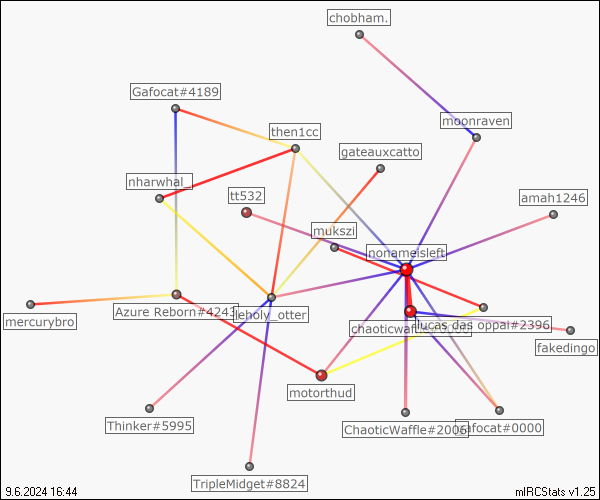 chobham.
Gafocat#4189
moonraven
then1cc
gateauxcatto
nharwhal_
tt532
amah1246
mukszi
nonameisleft
Azure Reborn#4243
leholy_otter
mercurybro
chaoticwaffle#0000
lucas das oppai#2396
fakedingo
motorthud
Thinker#5995
ChaoticWaffle#2006
Gafocat#0000
TripleMidget#8824
9.6.2024 16:44
mIRCStats v1.25